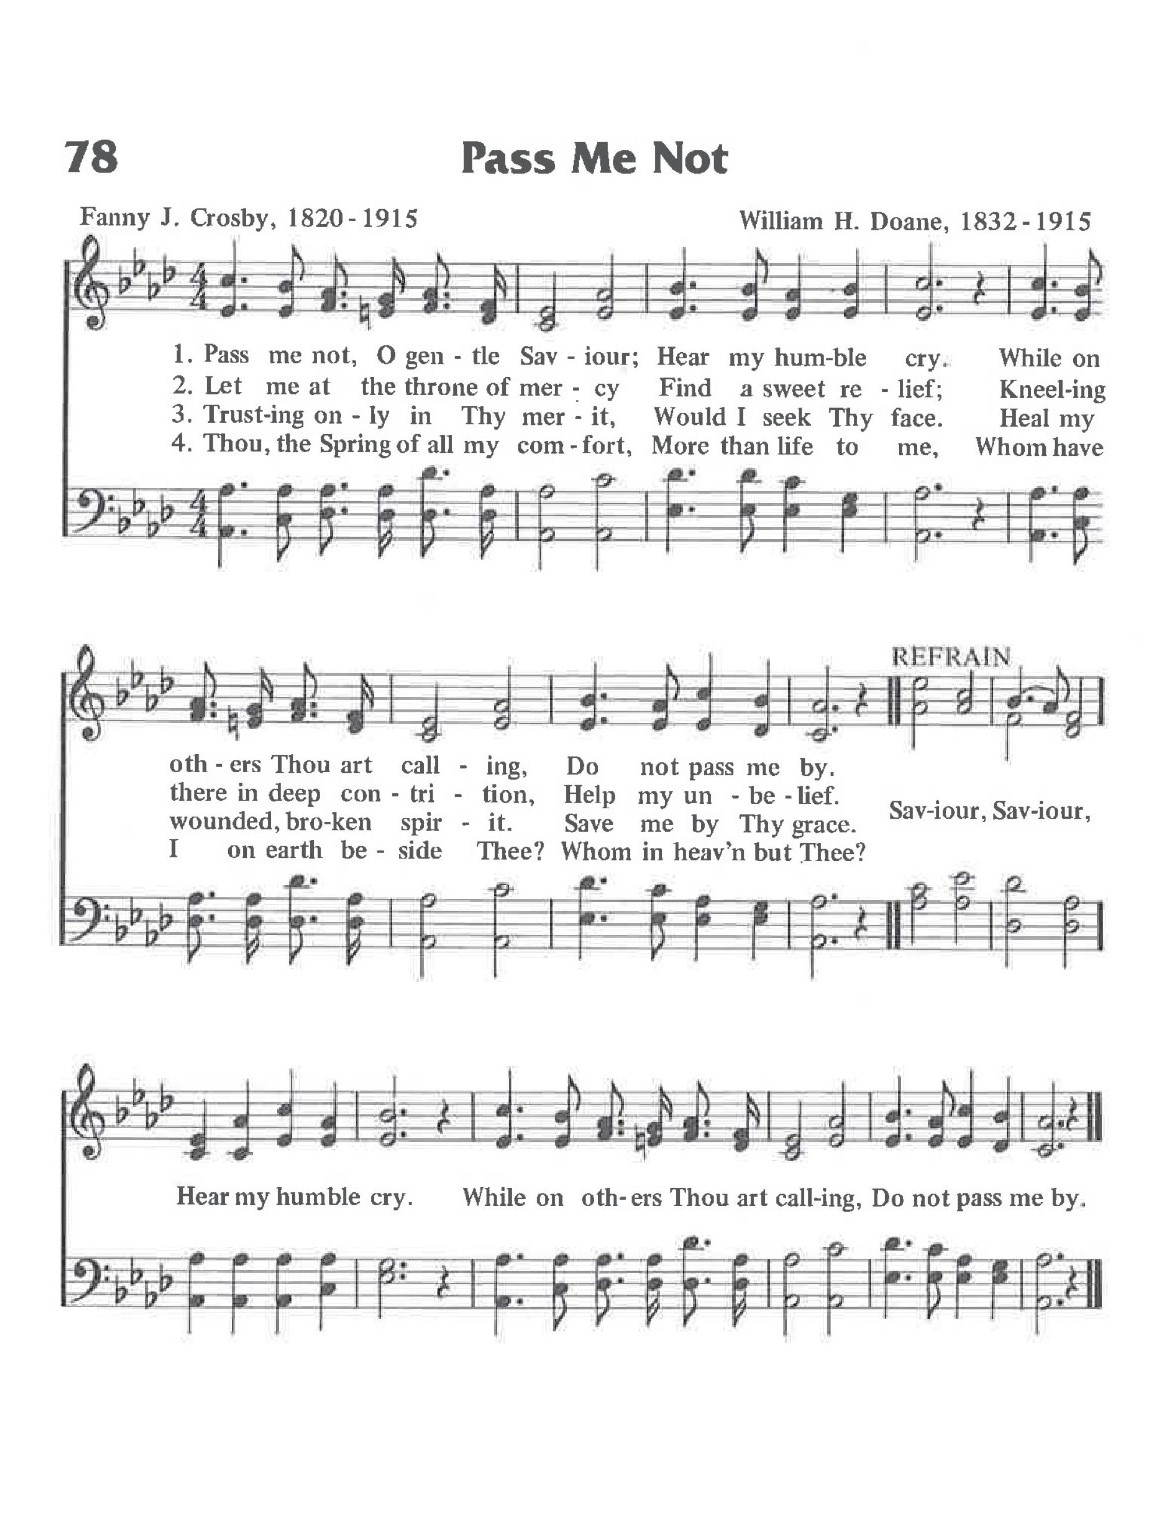 78 Pass Me Not
Fanny J. Crosby, 1820-1915 William H. Doane, 1832-1915
1. Pass me not, O gen - tle Sav - iour; Hear my hum-ble cry. While on
2. Let me at the throne of mer - cy Find a sweet re - lief; Kneel-ing
3. Trust-ing on - ly in Thy mer - it, Would I seek Thy face. Heal my
4. Thou, the Spring of all my com - fort, More than life to me, Whom have
REFRAIN
oth - ers Thou art call - ing, Do not pass me by.
there in deep con - tri - tion, Help my un - be - lief.
Sav-iour, Sav-iour,
wounded, bro-ken spir - it. Save me by Thy grace.
I on earth be - side Thee? Whom in heav'n but Thee?
Hear my humble cry. While on oth-ers Thou art call-ing, Do not pass me by.